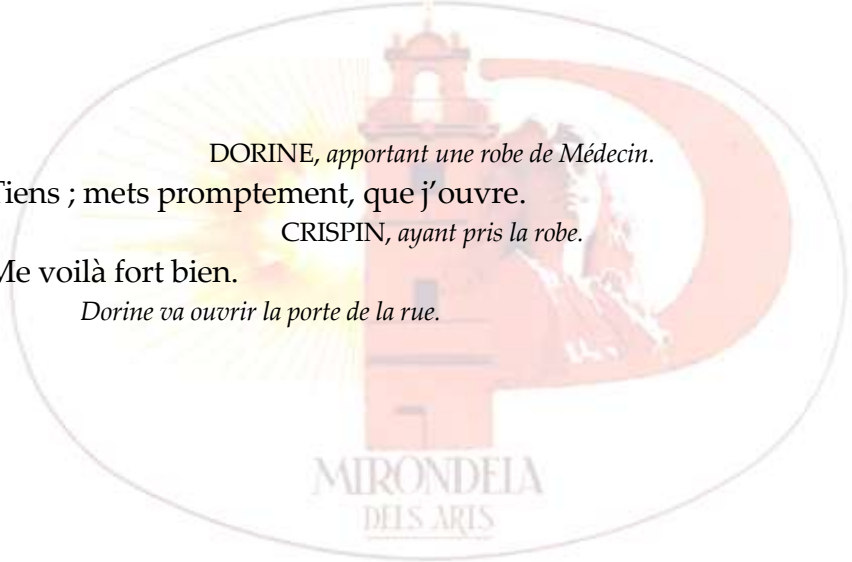 DORINE, apportant une robe de Médecin.
Tiens ; mets promptement, que j’ouvre.
CRISPIN, ayant pris la robe.
Me voilà fort bien.
Dorine va ouvrir la porte de la rue.
MIRONDELA
DELS ARTS